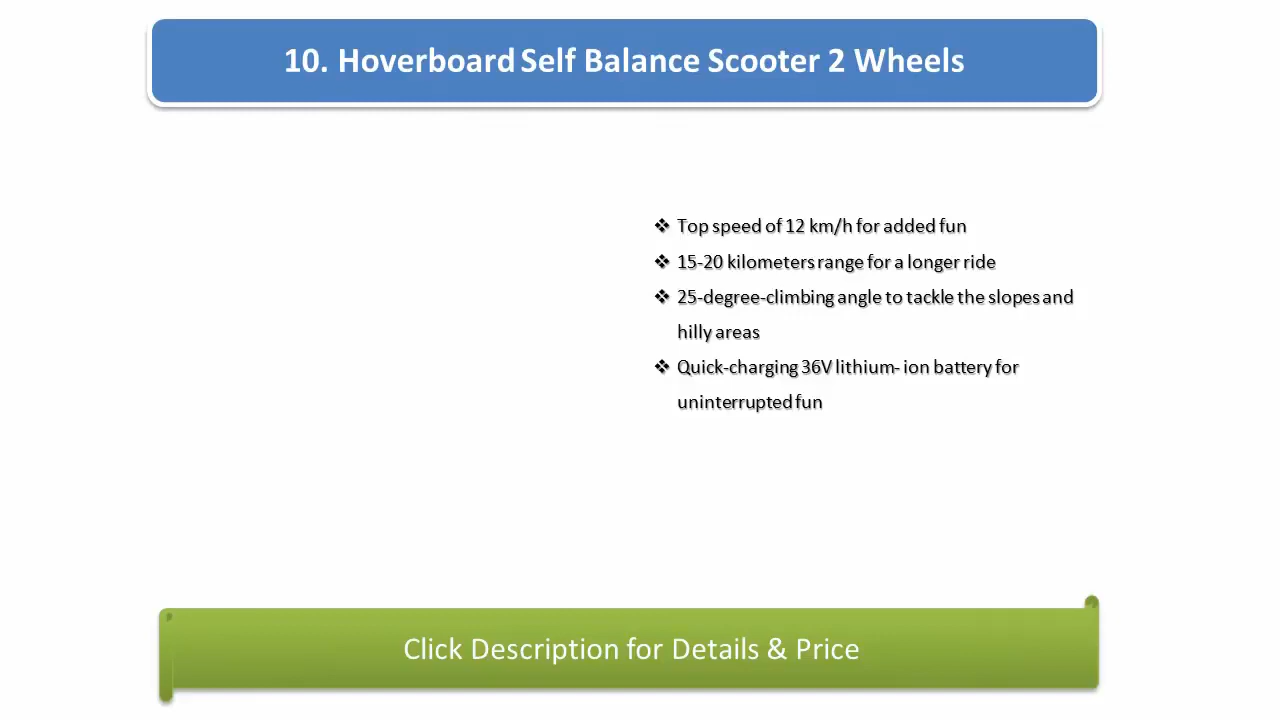 10. Hoverboard Self Balance Scooter 2 Wheels
❖ Top speed of 12 km/h for added fun
❖ 15-20 kilometers range for a longer ride
❖ 25-degree-climbing angle to tackle the slopes and
hilly areas
❖ Quick-charging 36V lithium- ion battery for
uninterrupted fun
Click Description for Details & Price